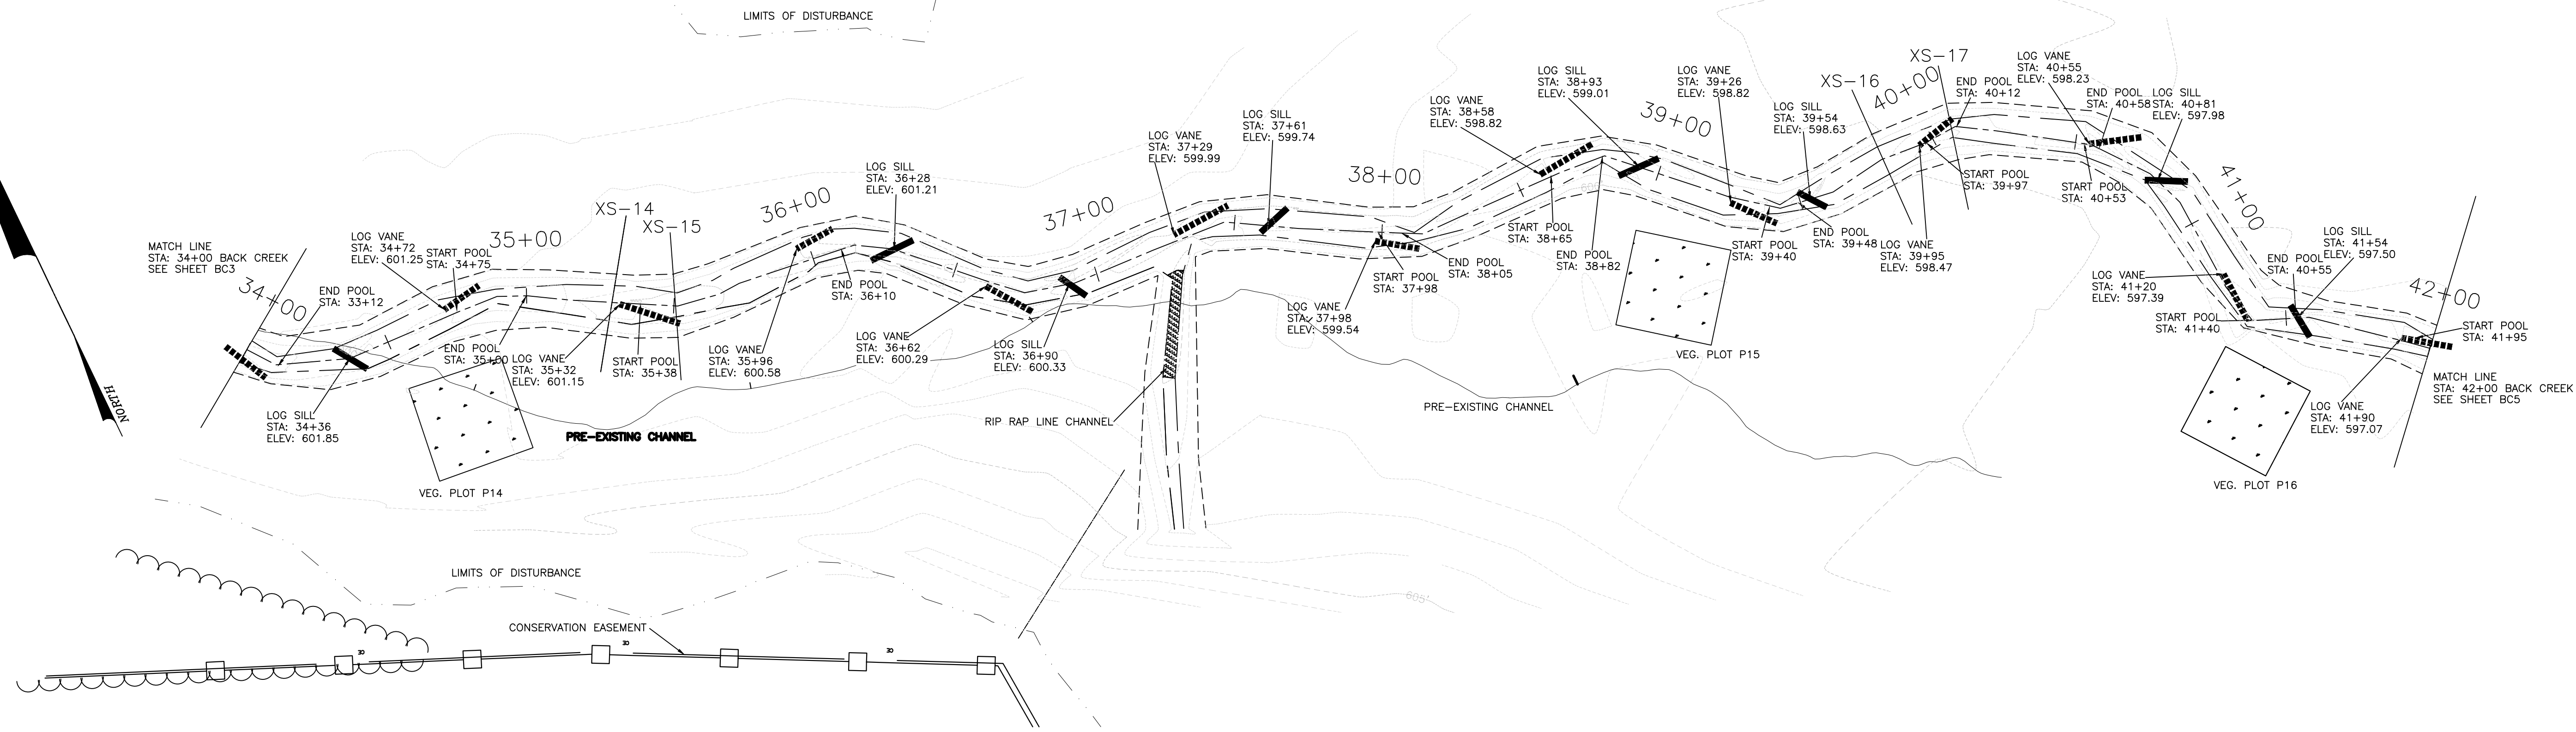 LIMITS OF DISTURBANCE
NORTH
MATCH LINE
STA: 34+00 BACK CREEK
SEE SHEET BC3
34+00
END POOL
STA: 33+12
LOG SILL
STA: 34+36
ELEV: 601.85
LOG VANE
STA: 34+72
ELEV: 601.25
START POOL
STA: 34+75
35+00
END POOL
STA: 35+00
VEG. PLOT P14
LOG VANE
STA: 35+32
ELEV: 601.15
XS-14
START POOL
STA: 35+38
XS-15
PRE-EXISTING CHANNEL
LOG VANE
STA: 35+96
ELEV: 600.58
36+00
END POOL
STA: 36+10
LOG SILL
STA: 36+28
ELEV: 601.21
LOG VANE
STA: 36+62
ELEV: 600.29
LOG SILL
STA: 36+90
ELEV: 600.33
37+00
RIP RAP LINE CHANNEL
LOG VANE
STA: 37+29
ELEV: 599.99
LOG SILL
STA: 37+61
ELEV: 599.74
LOG VANE
STA: 37+98
ELEV: 599.54
38+00
START POOL
STA: 37+98
END POOL
STA: 38+05
PRE-EXISTING CHANNEL
LOG VANE
STA: 38+58
ELEV: 598.82
START POOL
STA: 38+65
END POOL
STA: 38+82
LOG SILL
STA: 38+93
ELEV: 599.01
39+00
VEG. PLOT P15
LOG VANE
STA: 39+26
ELEV: 598.82
START POOL
STA: 39+40
LOG SILL
STA: 39+54
ELEV: 598.63
END POOL
STA: 39+48
XS-16
LOG VANE
STA: 39+95
ELEV: 598.47
40+00
XS-17
START POOL
STA: 39+97
END POOL
STA: 40+12
LOG VANE
STA: 40+55
ELEV: 598.23
START POOL
STA: 40+53
END POOL
STA: 40+58
LOG SILL
STA: 40+81
ELEV: 597.98
41+00
LOG VANE
STA: 41+20
ELEV: 597.39
START POOL
STA: 41+40
END POOL
STA: 40+55
LOG SILL
STA: 41+54
ELEV: 597.50
VEG. PLOT P16
LOG VANE
STA: 41+90
ELEV: 597.07
42+00
START POOL
STA: 41+95
MATCH LINE
STA: 42+00 BACK CREEK
SEE SHEET BC5
LIMITS OF DISTURBANCE
605'
CONSERVATION EASEMENT